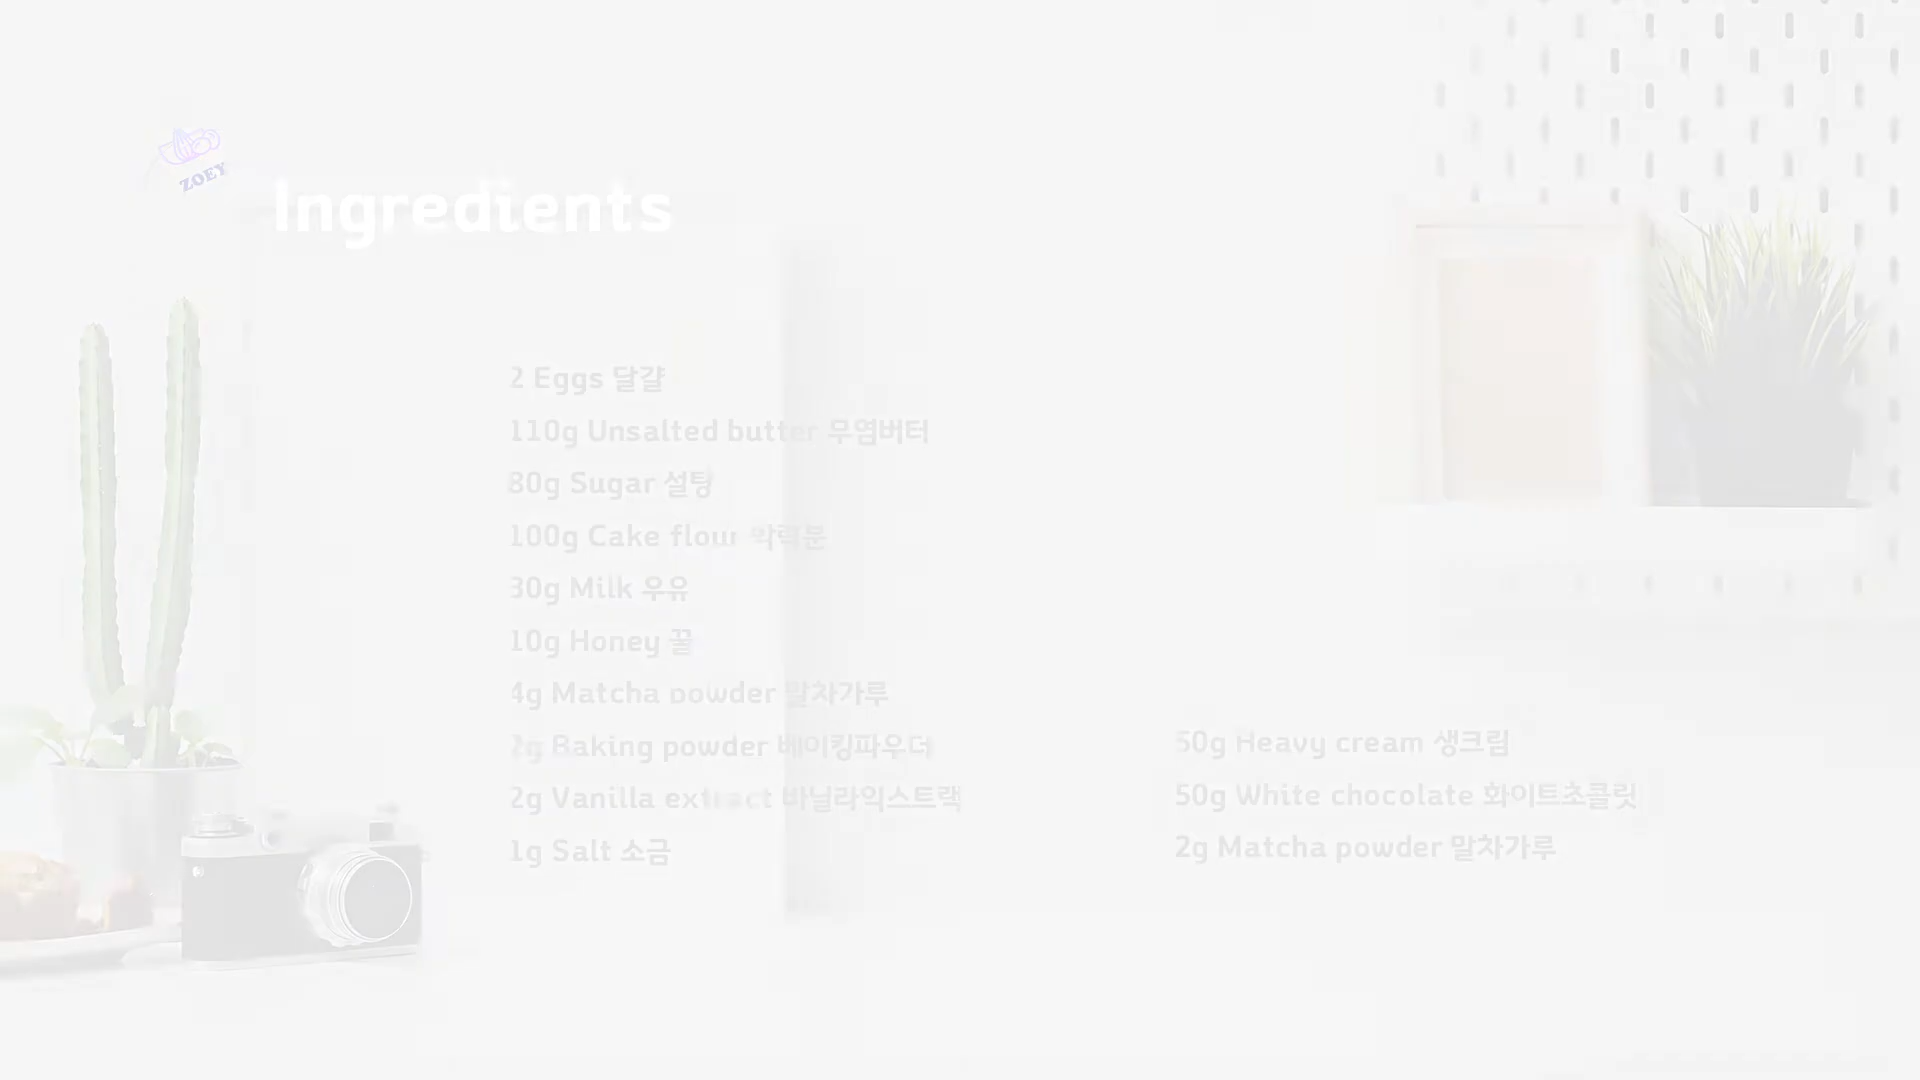 ZOEY
Ingredients
2 Eggs 달걀
110g Unsalted butter 무염버터
80g Sugar 설탕
100g Cake flour 박력분
30g Milk 우유
10g Honey 꿀
4g Matcha powder 말차가루
2g Baking powder 베이킹파우더
2g Vanilla extract 바닐라익스트랙
1g Salt 소금
50g Heavy cream 생크림
50g White chocolate 화이트초콜릿
2g Matcha powder 말차가루